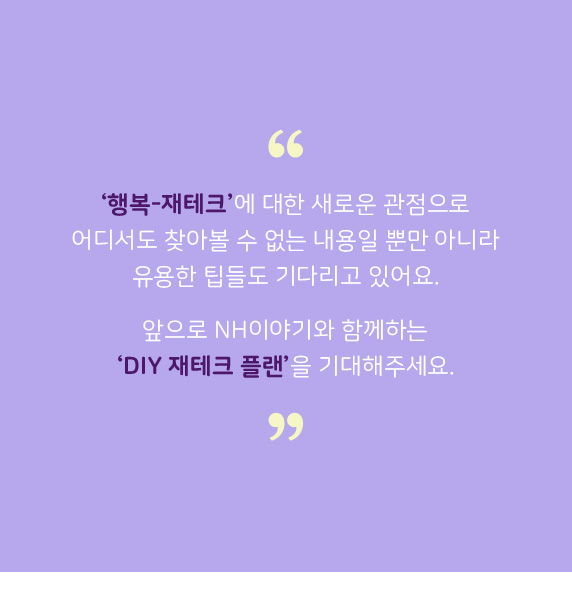 “
‘행복-재테크’에 대한 새로운 관점으로
어디서도 찾아볼 수 없는 내용일 뿐만 아니라
유용한 팁들도 기다리고 있어요.
앞으로 NH이야기와 함께하는
‘DIY 재테크 플랜’을 기대해주세요.
”